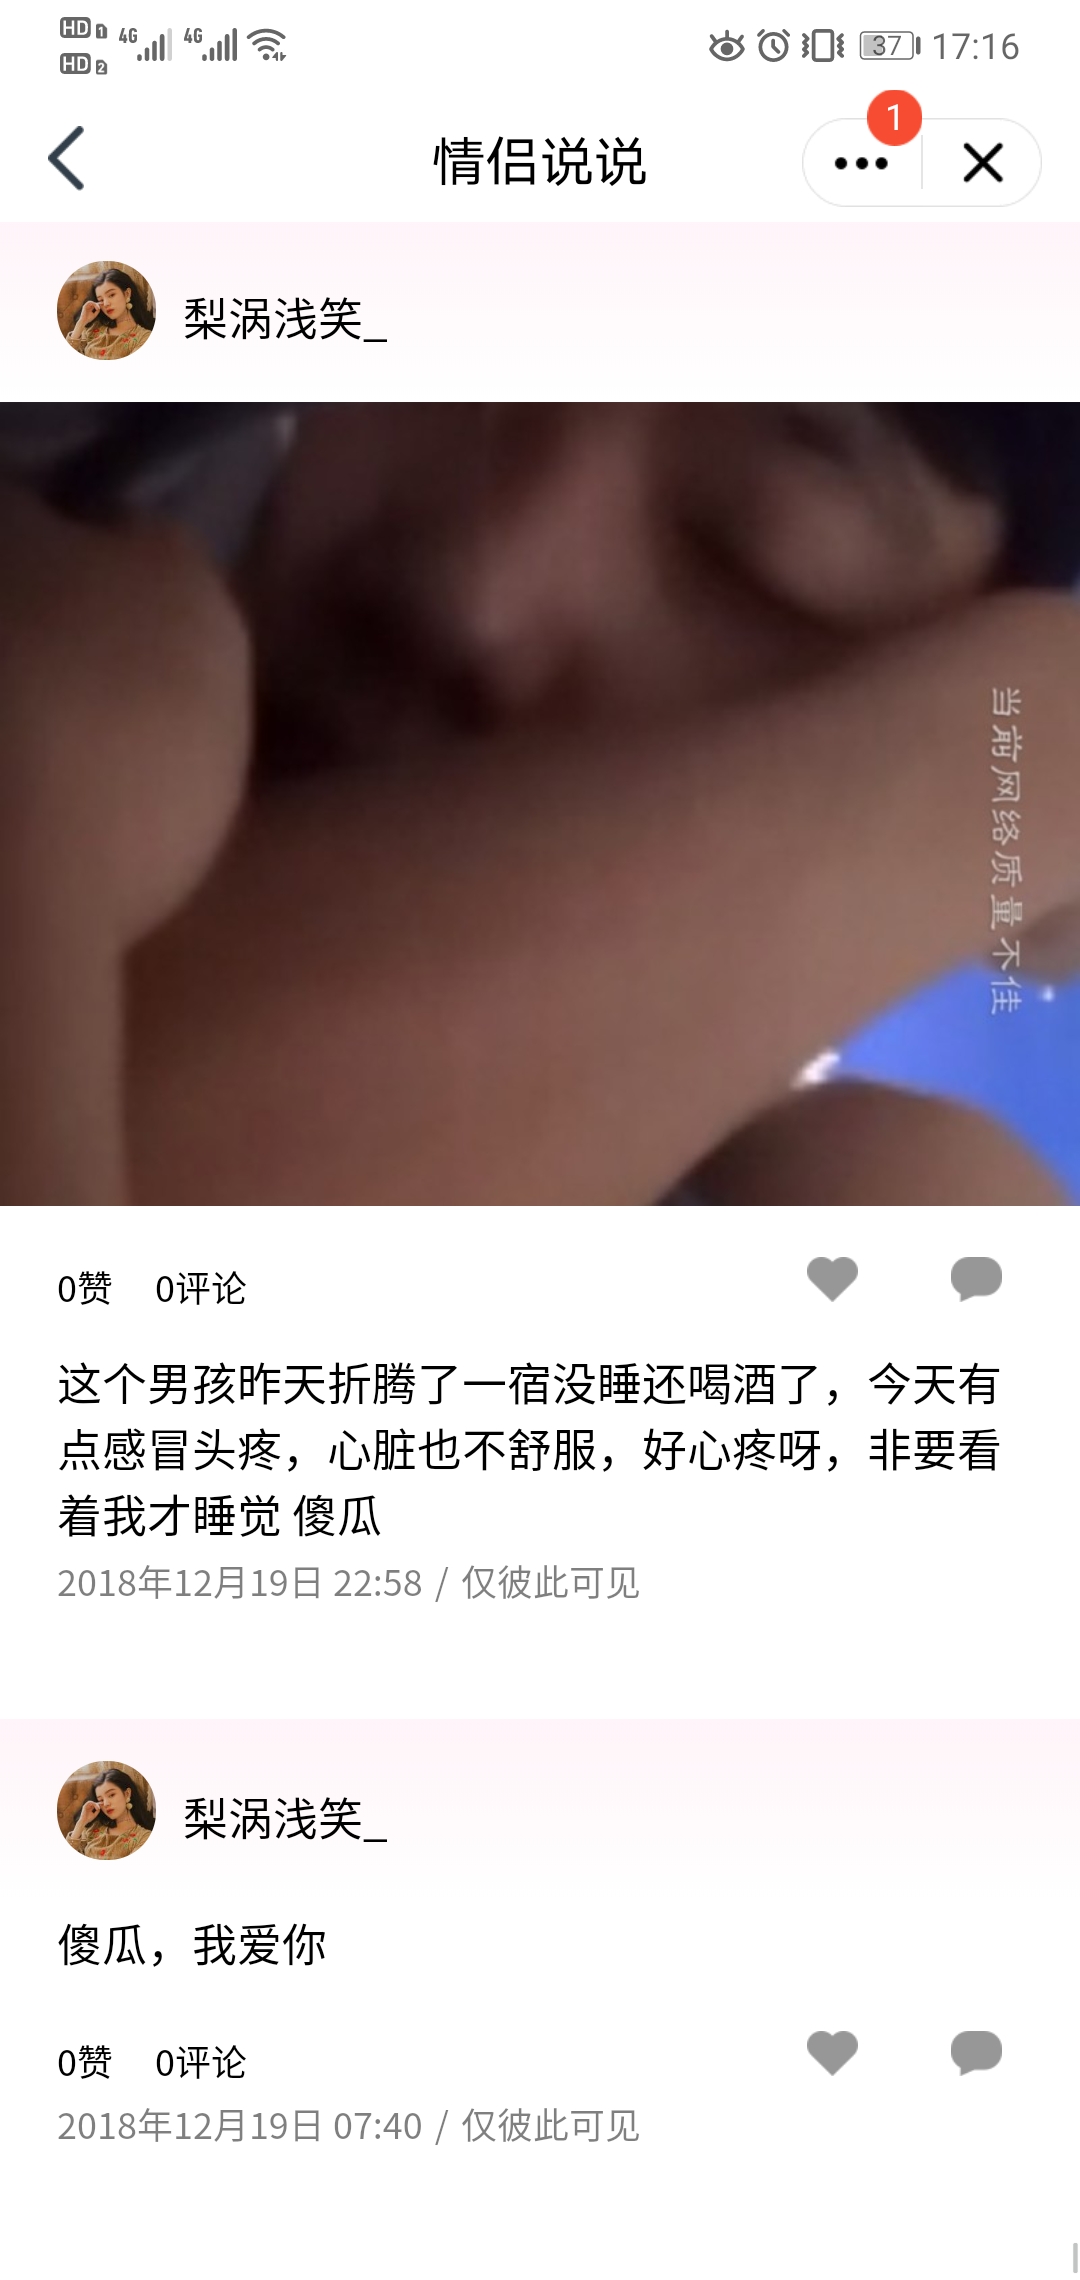 HD 1 4G 4G 37 17:16
HD 2
情侣说说
1
梨涡浅笑_
当前网络质量不佳
0赞 0评论
这个男孩昨天折腾了一宿没睡还喝酒了，今天有
点感冒头疼，心脏也不舒服，好心疼呀，非要看
着我才睡觉 傻瓜
2018年12月19日 22:58 / 仅彼此可见
梨涡浅笑_
傻瓜，我爱你
0赞 0评论
2018年12月19日 07:40 / 仅彼此可见